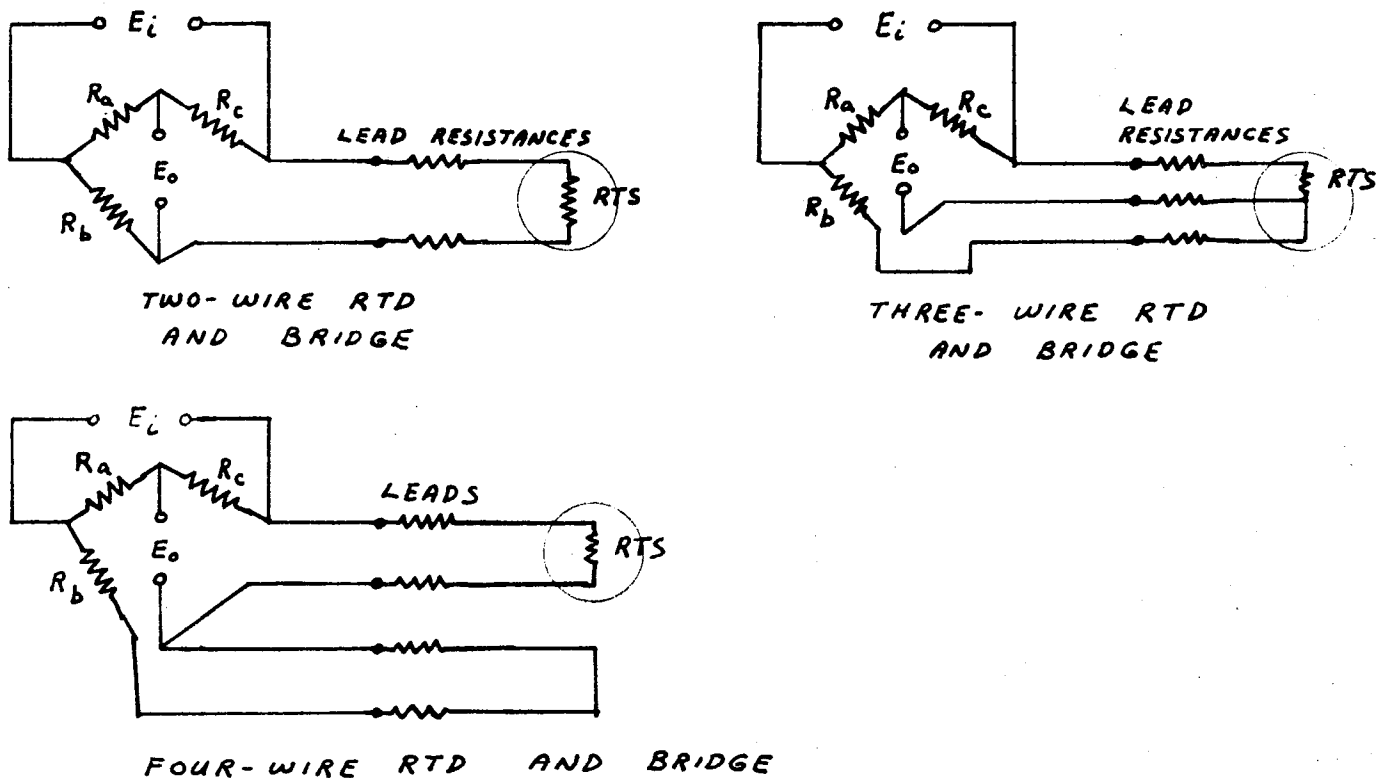 Ei
Ra
Rc
Eo
Rb
LEAD RESISTANCES
RTS
TWO-WIRE RTD
AND BRIDGE
Ei
Ra
Rc
Eo
Rb
LEAD
RESISTANCES
RTS
THREE-WIRE RTD
AND BRIDGE
Ei
Ra
Rc
Eo
Rb
LEADS
RTS
FOUR-WIRE RTD AND BRIDGE